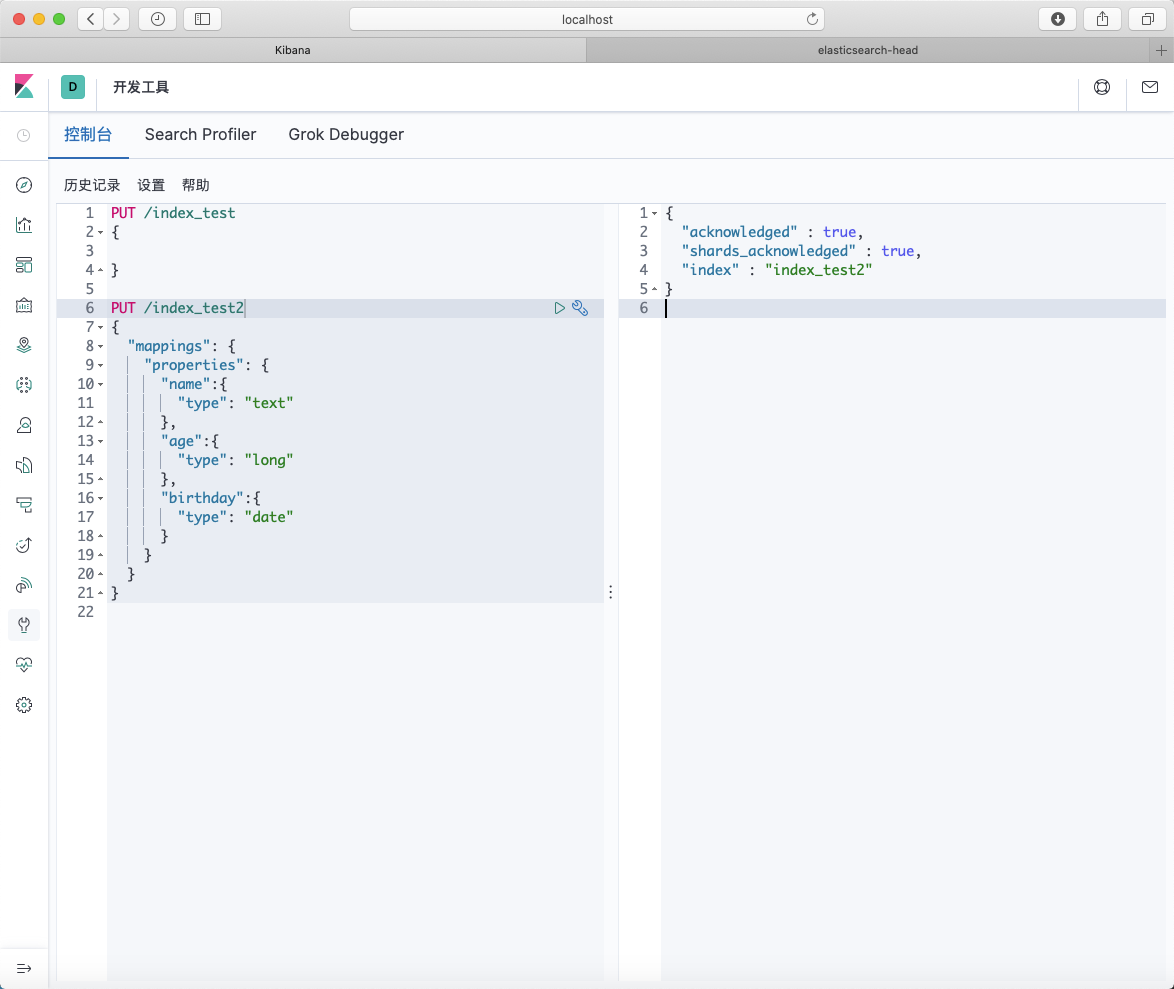 localhost
Kibana
elasticsearch-head
D
开发工具
控制台 Search Profiler Grok Debugger
历史记录 设置 帮助
1 PUT /index_test
2 {
3
4 }
5
6 PUT /index_test2
7 {
8 "mappings": {
9 "properties": {
10 "name":{
11 "type": "text"
12 },
13 "age":{
14 "type": "long"
15 },
16 "birthday":{
17 "type": "date"
18 }
19 }
20 }
21 }
22
1 {
2 "acknowledged" : true,
3 "shards_acknowledged" : true,
4 "index" : "index_test2"
5 }
6